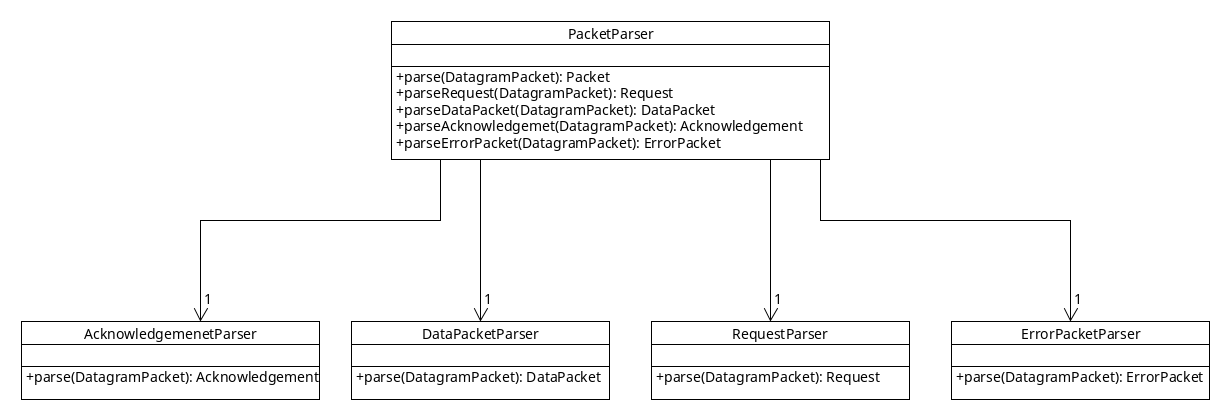 PacketParser
+parse(DatagramPacket): Packet
+parseRequest(DatagramPacket): Request
+parseDataPacket(DatagramPacket): DataPacket
+parseAcknowledgemet(DatagramPacket): Acknowledgement
+parseErrorPacket(DatagramPacket): ErrorPacket
1
1
1
1
AcknowledgemenetParser
+parse(DatagramPacket): Acknowledgement
DataPacketParser
+parse(DatagramPacket): DataPacket
RequestParser
+parse(DatagramPacket): Request
ErrorPacketParser
+parse(DatagramPacket): ErrorPacket